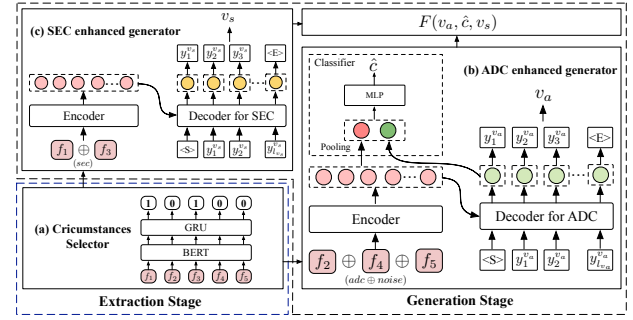 v_s
F(v_a, ĉ, v_s)
(c) SEC enhanced generator
y_1^{v_s} y_2^{v_s} y_3^{v_s} <E>
Encoder
Decoder for SEC
f_1 ⊕ f_3
(sec)
<S> y_1^{v_s} y_2^{v_s} y_{l_{v_s}}^{v_s}
Classifier
ĉ
MLP
Pooling
(b) ADC enhanced generator
v_a
y_1^{v_a} y_2^{v_a} y_3^{v_a} <E>
Encoder
Decoder for ADC
f_2 ⊕ f_4 ⊕ f_5
(adc ⊕ noise)
<S> y_1^{v_a} y_2^{v_a} y_{l_{v_a}}^{v_a}
Generation Stage
(a) Cricumstances
Selector
1 0 1 0 0
GRU
BERT
f_1 f_2 f_3 f_4 f_5
Extraction Stage